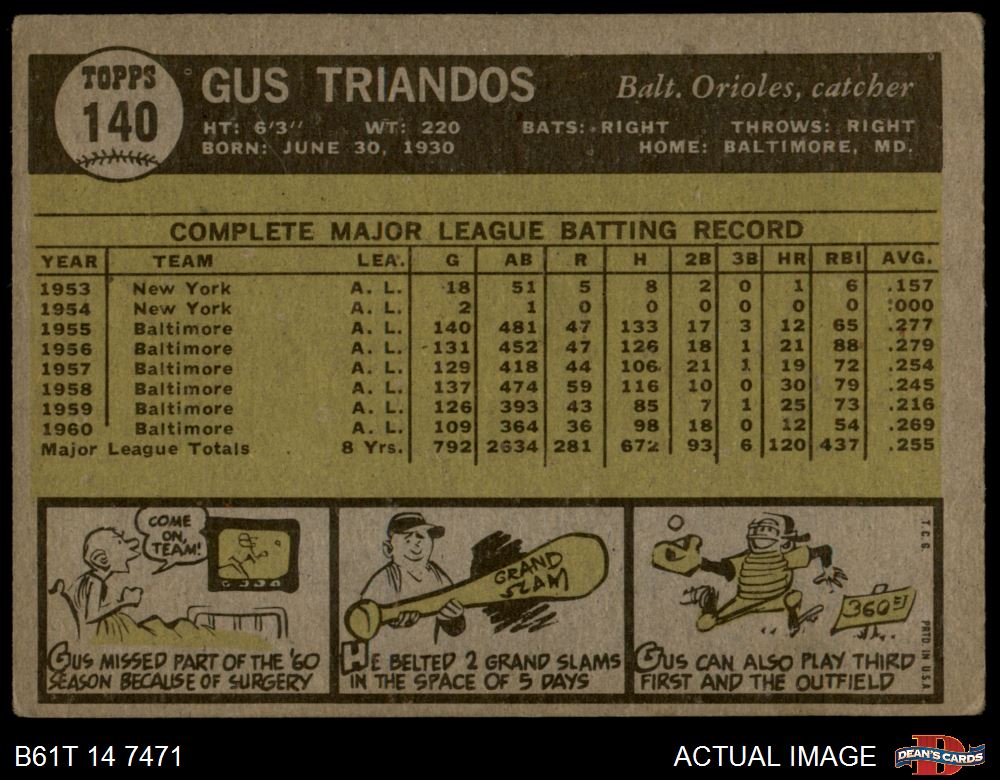 TOPPS
140
GUS TRIANDOS
Balt. Orioles, catcher
HT: 6'3" WT: 220 BATS: RIGHT THROWS: RIGHT
BORN: JUNE 30, 1930 HOME: BALTIMORE, MD.
COMPLETE MAJOR LEAGUE BATTING RECORD
YEAR TEAM LEA. G AB R H 2B 3B HR RBI AVG.
1953 New York A. L. 18 51 5 8 2 0 1 6 .157
1954 New York A. L. 2 1 0 0 0 0 0 0 .000
1955 Baltimore A. L. 140 481 47 133 17 3 12 65 .277
1956 Baltimore A. L. 131 452 47 126 18 1 21 88 .279
1957 Baltimore A. L. 129 418 44 106 21 1 19 72 .254
1958 Baltimore A. L. 137 474 59 116 10 0 30 79 .245
1959 Baltimore A. L. 126 393 43 85 7 1 25 73 .216
1960 Baltimore A. L. 109 364 36 98 18 0 12 54 .269
Major League Totals 8 Yrs. 792 2634 281 672 93 6 120 437 .255
COME
ON,
TEAM!
GUS MISSED PART OF THE '60
SEASON BECAUSE OF SURGERY
GRAND
SLAM
HE BELTED 2 GRAND SLAMS
IN THE SPACE OF 5 DAYS
360 FT
GUS CAN ALSO PLAY THIRD
FIRST AND THE OUTFIELD
T.C.G. PRTD IN U.S.A.
B61T 14 7471
ACTUAL IMAGE
DEAN'S CARDS